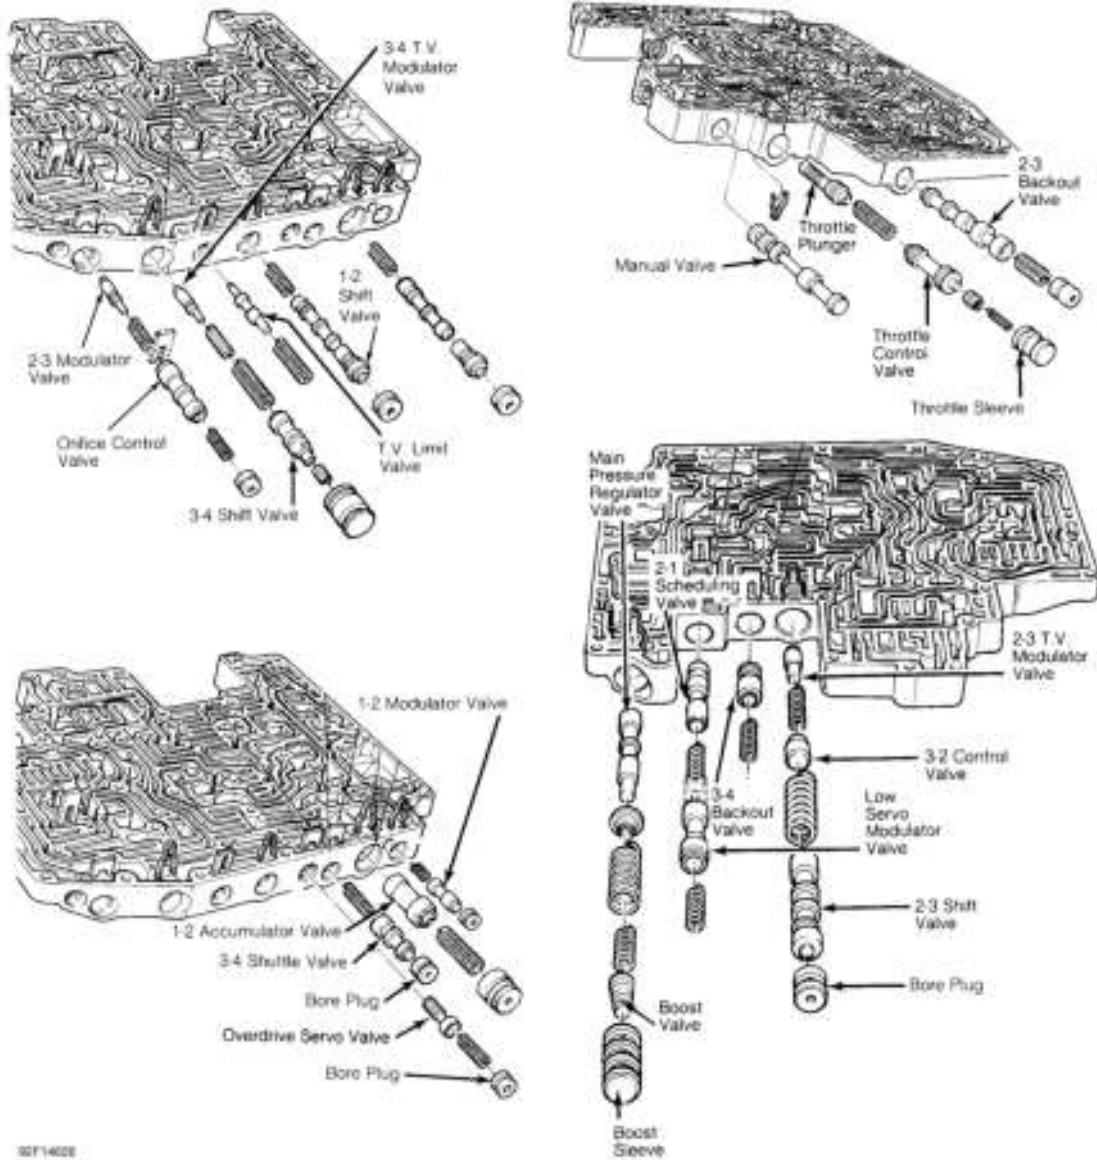 3-4 T.V.
Modulator
Valve
1-2
Shift
Valve
2-3 Modulator
Valve
Orifice Control
Valve
T.V. Limit
Valve
3-4 Shift Valve
2-3
Backout
Valve
Throttle
Plunger
Manual Valve
Throttle
Control
Valve
Throttle Sleeve
1-2 Modulator Valve
1-2 Accumulator Valve
3-4 Shuttle Valve
Bore Plug
Overdrive Servo Valve
Bore Plug
Main
Pressure
Regulator
Valve
2-1
Scheduling
Valve
2-3 T.V.
Modulator
Valve
3-2 Control
Valve
3-4
Backout
Valve
Low
Servo
Modulator
Valve
2-3 Shift
Valve
Bore Plug
Boost
Valve
Boost
Sleeve